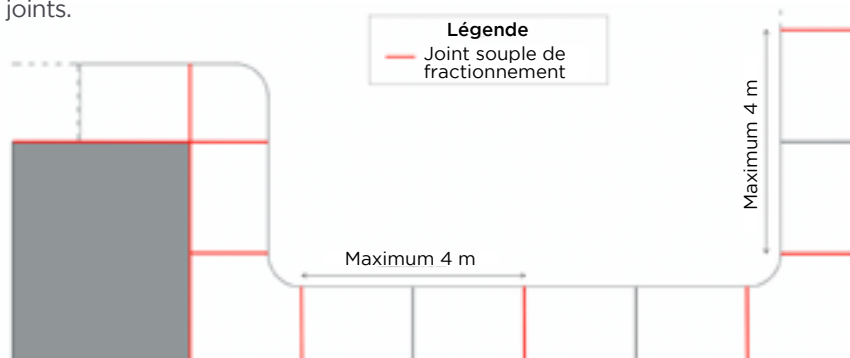 joints.
Légende
Joint souple de
fractionnement
Maximum 4 m
Maximum 4 m